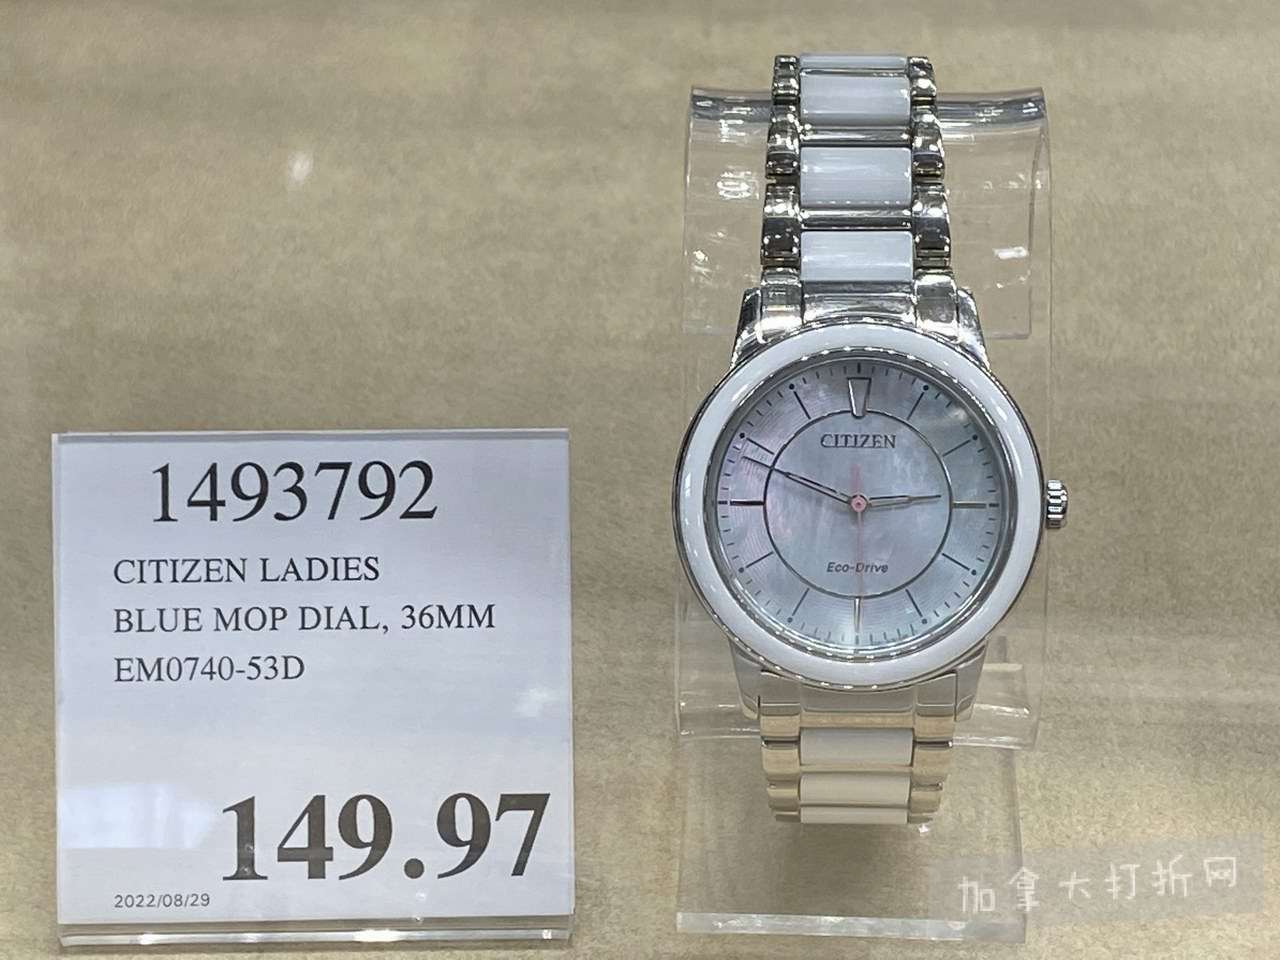 1493792
CITIZEN LADIES
BLUE MOP DIAL, 36MM
EM0740-53D
149.97
2022/08/29
CITIZEN
Eco-Drive
加拿大打折网